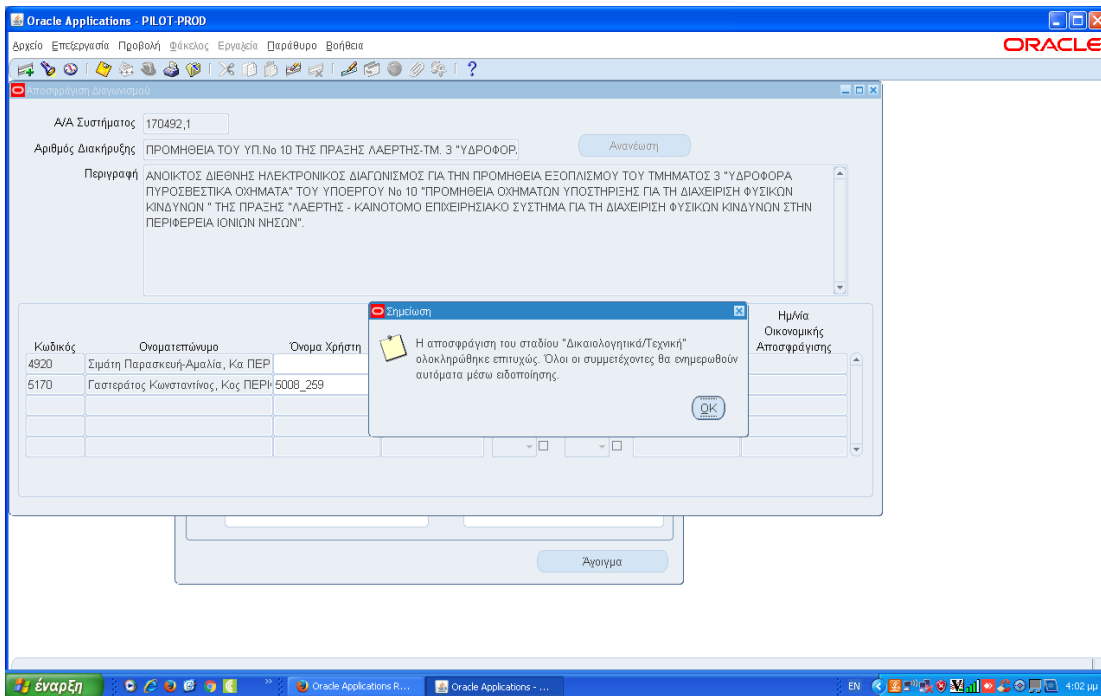 Oracle Applications - PILOT-PROD
Αρχείο Επεξεργασία Προβολή Φάκελος Εργαλεία Παράθυρο Βοήθεια
ORACLE
Αποσφράγιση Διαγωνισμού
Α/Α Συστήματος 170492,1
Αριθμός Διακήρυξης ΠΡΟΜΗΘΕΙΑ ΤΟΥ ΥΠ.Νο 10 ΤΗΣ ΠΡΑΞΗΣ ΛΑΕΡΤΗΣ-ΤΜ. 3 "ΥΔΡΟΦΟΡ.
Ανανέωση
Περιγραφή ΑΝΟΙΚΤΟΣ ΔΙΕΘΝΗΣ ΗΛΕΚΤΡΟΝΙΚΟΣ ΔΙΑΓΩΝΙΣΜΟΣ ΓΙΑ ΤΗΝ ΠΡΟΜΗΘΕΙΑ ΕΞΟΠΛΙΣΜΟΥ ΤΟΥ ΤΜΗΜΑΤΟΣ 3 "ΥΔΡΟΦΟΡΑ
ΠΥΡΟΣΒΕΣΤΙΚΑ ΟΧΗΜΑΤΑ" ΤΟΥ ΥΠΟΕΡΓΟΥ Νο 10 "ΠΡΟΜΗΘΕΙΑ ΟΧΗΜΑΤΩΝ ΥΠΟΣΤΗΡΙΞΗΣ ΓΙΑ ΤΗ ΔΙΑΧΕΙΡΙΣΗ ΦΥΣΙΚΩΝ
ΚΙΝΔΥΝΩΝ " ΤΗΣ ΠΡΑΞΗΣ "ΛΑΕΡΤΗΣ - ΚΑΙΝΟΤΟΜΟ ΕΠΙΧΕΙΡΗΣΙΑΚΟ ΣΥΣΤΗΜΑ ΓΙΑ ΤΗ ΔΙΑΧΕΙΡΙΣΗ ΦΥΣΙΚΩΝ ΚΙΝΔΥΝΩΝ ΣΤΗΝ
ΠΕΡΙΦΕΡΕΙΑ ΙΟΝΙΩΝ ΝΗΣΩΝ".
Σημείωση
Η αποσφράγιση του σταδίου "Δικαιολογητικά/Τεχνική"
ολοκληρώθηκε επιτυχώς. Όλοι οι συμμετέχοντες θα ενημερωθούν
αυτόματα μέσω ειδοποίησης.
OK
Ημ/νία
Οικονομικής
Κωδικός Ονοματεπώνυμο Όνομα Χρήστη Αποσφράγισης
4920 Σιμάτη Παρασκευή-Αμαλία, Κα ΠΕΡ
5170 Γαστεράτος Κωνσταντίνος, Κος ΠΕΡΙ 5008_259
Άνοιγμα
έναρξη
Oracle Applications R...
Oracle Applications - ...
EN
4:02 μμ